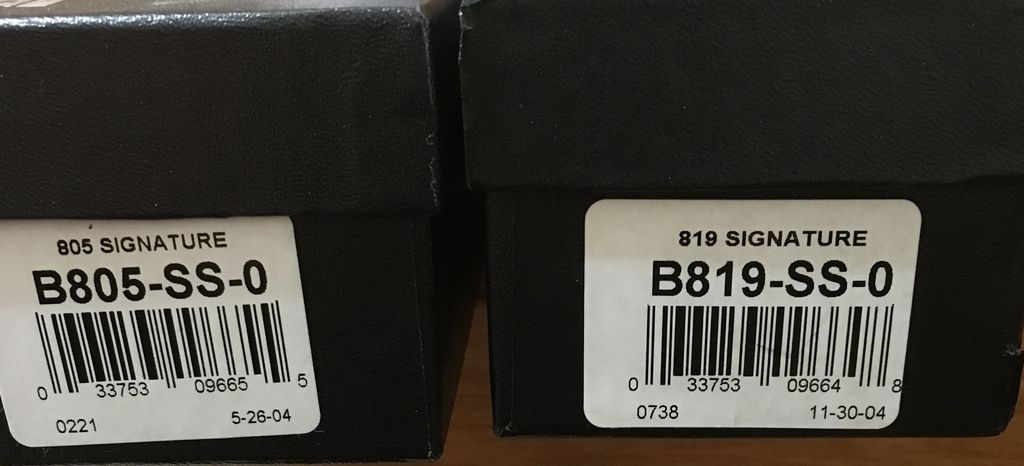 805 SIGNATURE
B805-SS-0
0 33753 09665 5
0221 5-26-04
819 SIGNATURE
B819-SS-0
0 33753 09664 8
0738 11-30-04